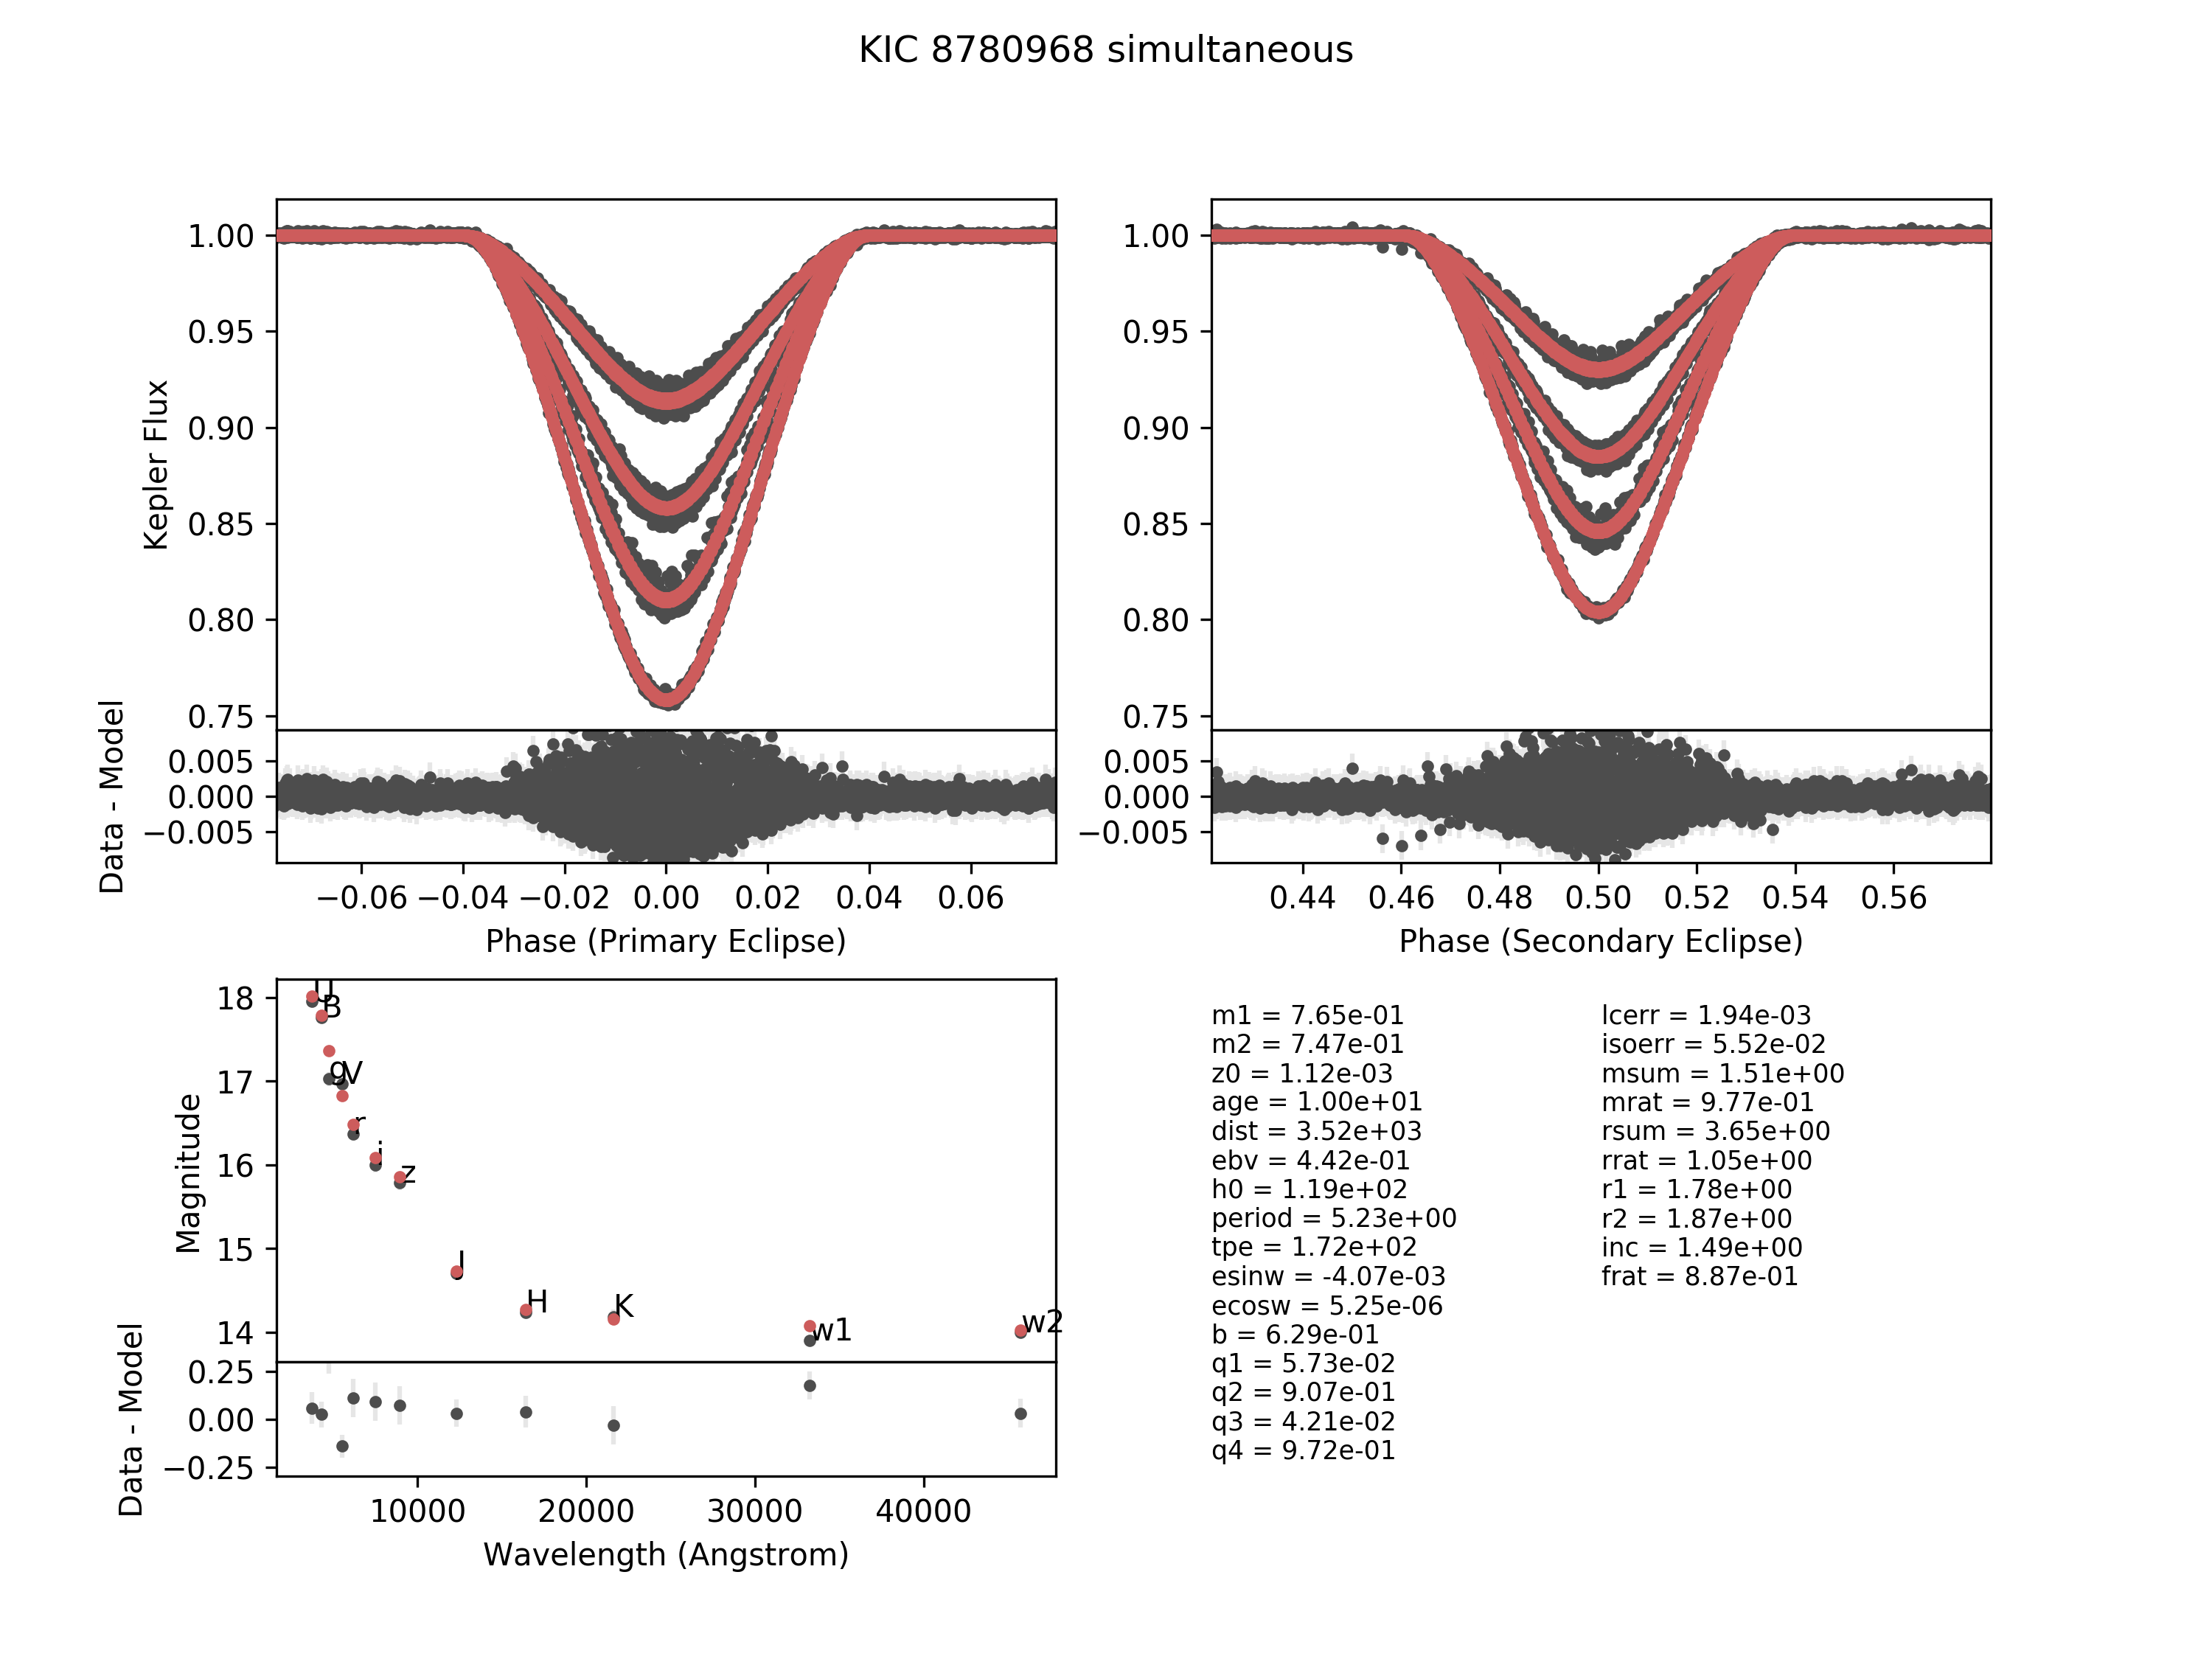 KIC 8780968 simultaneous
1.00
0.95
0.90
0.85
0.80
0.75
Kepler Flux
0.005
0.000
−0.005
Data - Model
−0.06
−0.04
−0.02
0.00
0.02
0.04
0.06
Phase (Primary Eclipse)
1.00
0.95
0.90
0.85
0.80
0.75
0.005
0.000
−0.005
0.44
0.46
0.48
0.50
0.52
0.54
0.56
Phase (Secondary Eclipse)
18
17
16
15
14
Magnitude
U
B
g
V
r
i
z
J
H
K
w1
w2
0.25
0.00
−0.25
Data - Model
10000
20000
30000
40000
Wavelength (Angstrom)
m1 = 7.65e-01
m2 = 7.47e-01
z0 = 1.12e-03
age = 1.00e+01
dist = 3.52e+03
ebv = 4.42e-01
h0 = 1.19e+02
period = 5.23e+00
tpe = 1.72e+02
esinw = -4.07e-03
ecosw = 5.25e-06
b = 6.29e-01
q1 = 5.73e-02
q2 = 9.07e-01
q3 = 4.21e-02
q4 = 9.72e-01
lcerr = 1.94e-03
isoerr = 5.52e-02
msum = 1.51e+00
mrat = 9.77e-01
rsum = 3.65e+00
rrat = 1.05e+00
r1 = 1.78e+00
r2 = 1.87e+00
inc = 1.49e+00
frat = 8.87e-01